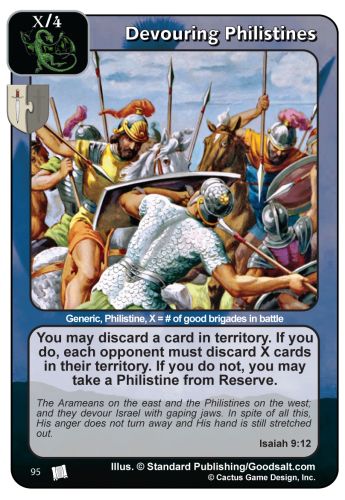 X/4
Devouring Philistines
Generic, Philistine, X = # of good brigades in battle
You may discard a card in territory. If you
do, each opponent must discard X cards
in their territory. If you do not, you may
take a Philistine from Reserve.
The Arameans on the east and the Philistines on the west;
and they devour Israel with gaping jaws. In spite of all this,
His anger does not turn away and His hand is still stretched
out.
Isaiah 9:12
95
Illus. © Standard Publishing/Goodsalt.com
© Cactus Game Design, Inc.